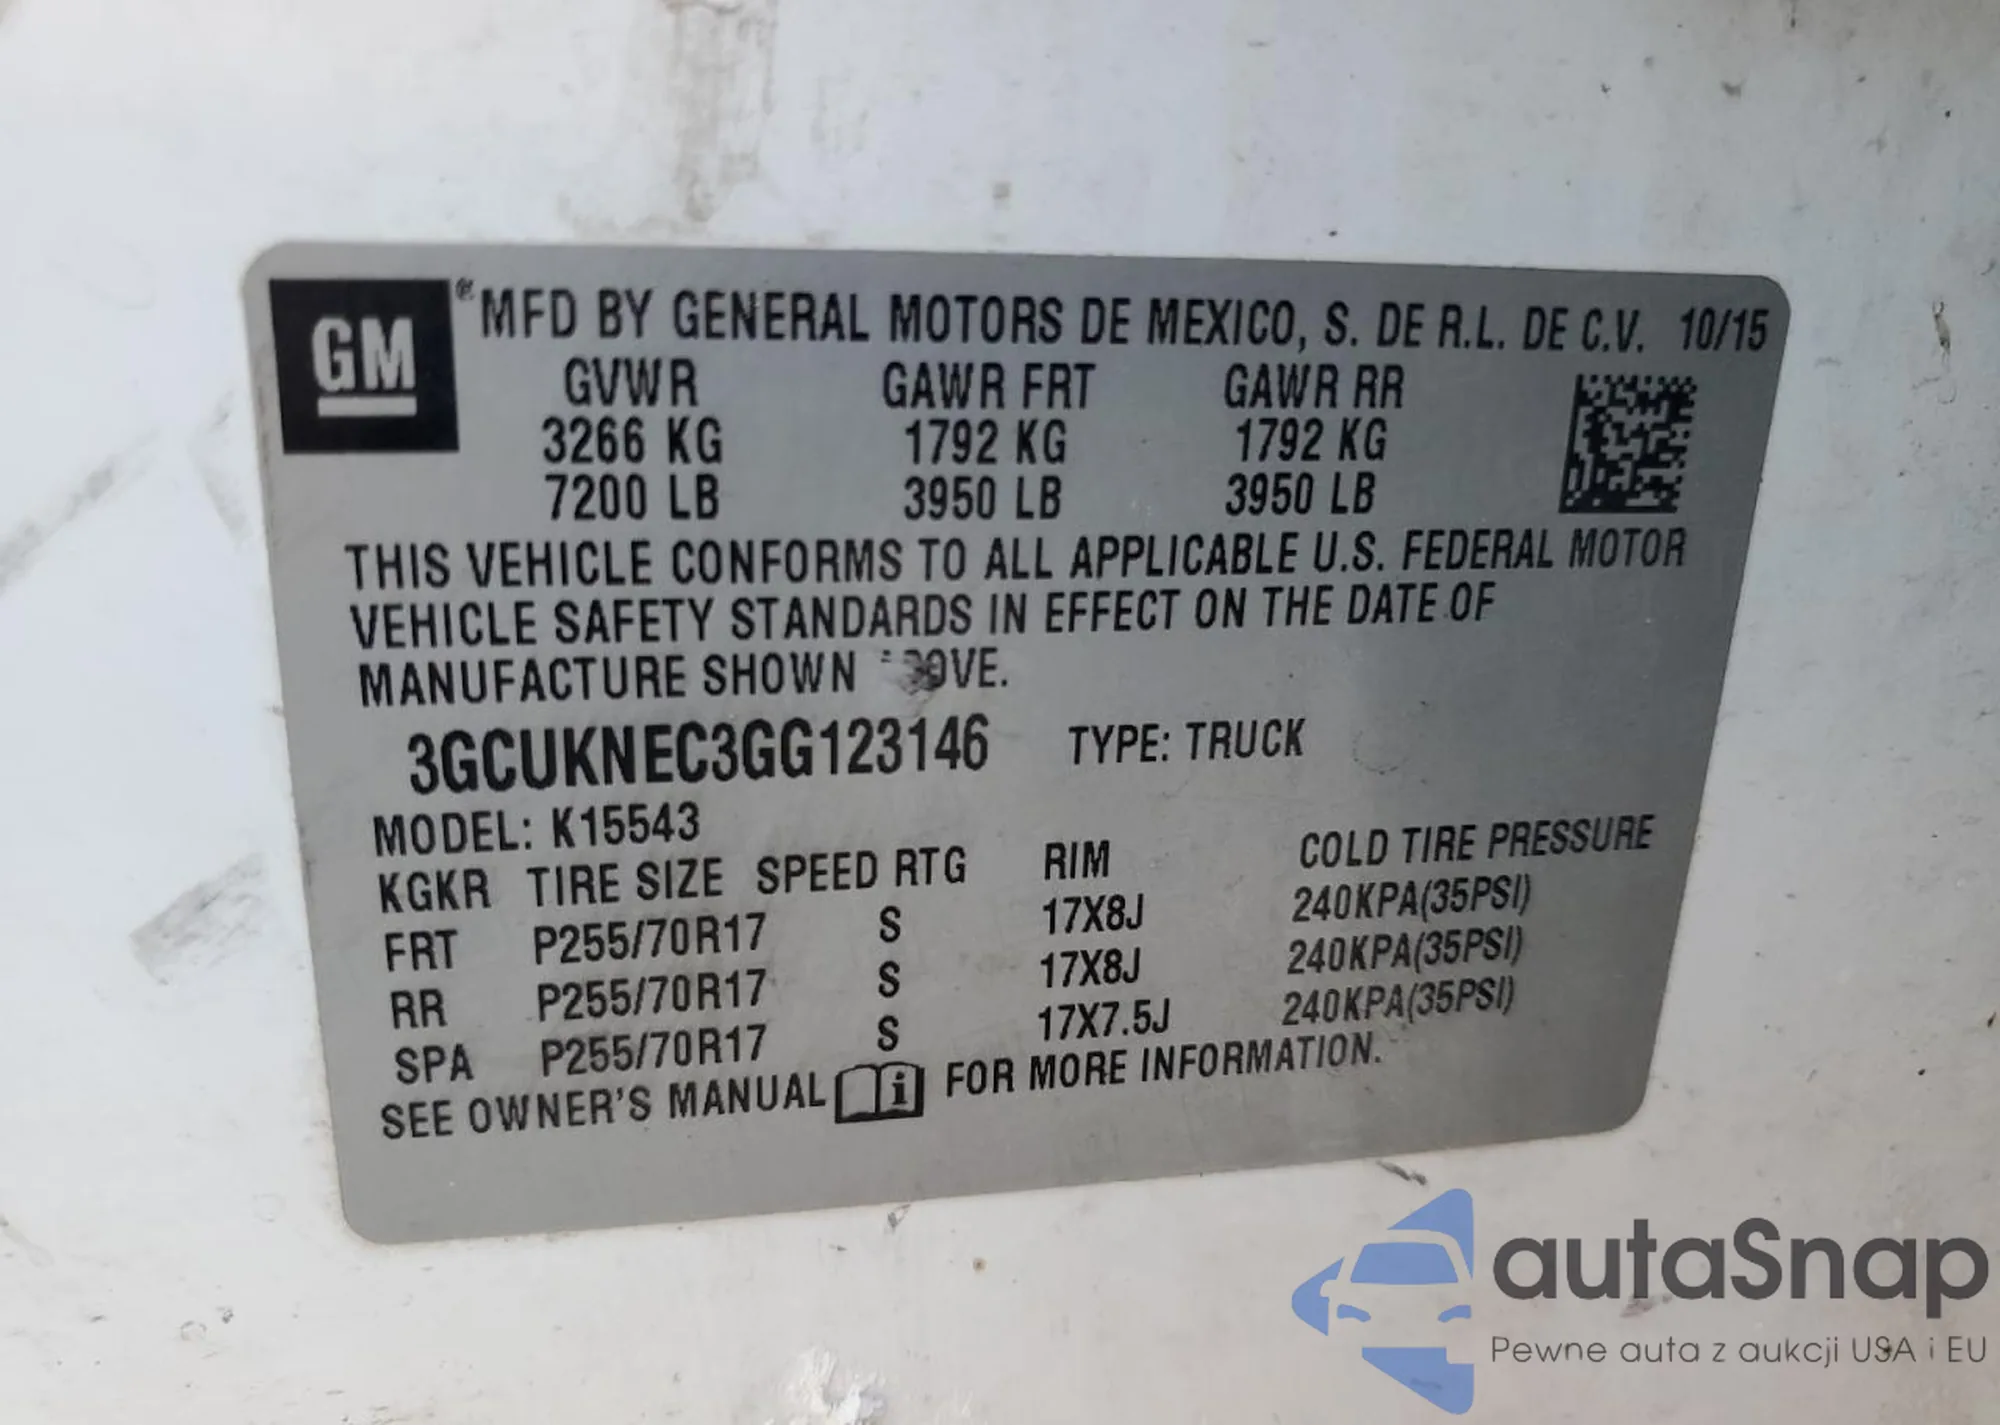 GM ® MFD BY GENERAL MOTORS DE MEXICO, S. DE R.L. DE C.V. 10/15
GVWR GAWR FRT GAWR RR
3266 KG 1792 KG 1792 KG
7200 LB 3950 LB 3950 LB
THIS VEHICLE CONFORMS TO ALL APPLICABLE U.S. FEDERAL MOTOR
VEHICLE SAFETY STANDARDS IN EFFECT ON THE DATE OF
MANUFACTURE SHOWN
3GCUKNEC3GG123146 TYPE: TRUCK
MODEL: K15543
KGKR TIRE SIZE SPEED RTG RIM COLD TIRE PRESSURE
FRT P255/70R17 S 17X8J 240KPA(35PSI)
RR P255/70R17 S 17X8J 240KPA(35PSI)
SPA P255/70R17 S 17X7.5J 240KPA(35PSI)
SEE OWNER'S MANUAL i FOR MORE INFORMATION.
autaSnap
Pewne auta z aukcji USA i EU